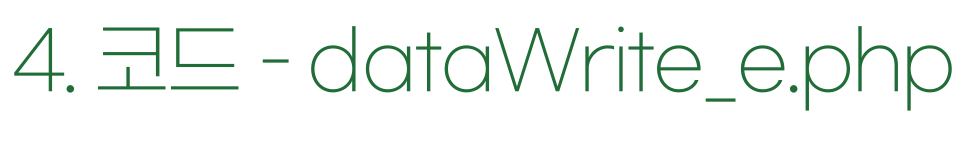 4. 코드 - dataWrite_e.php